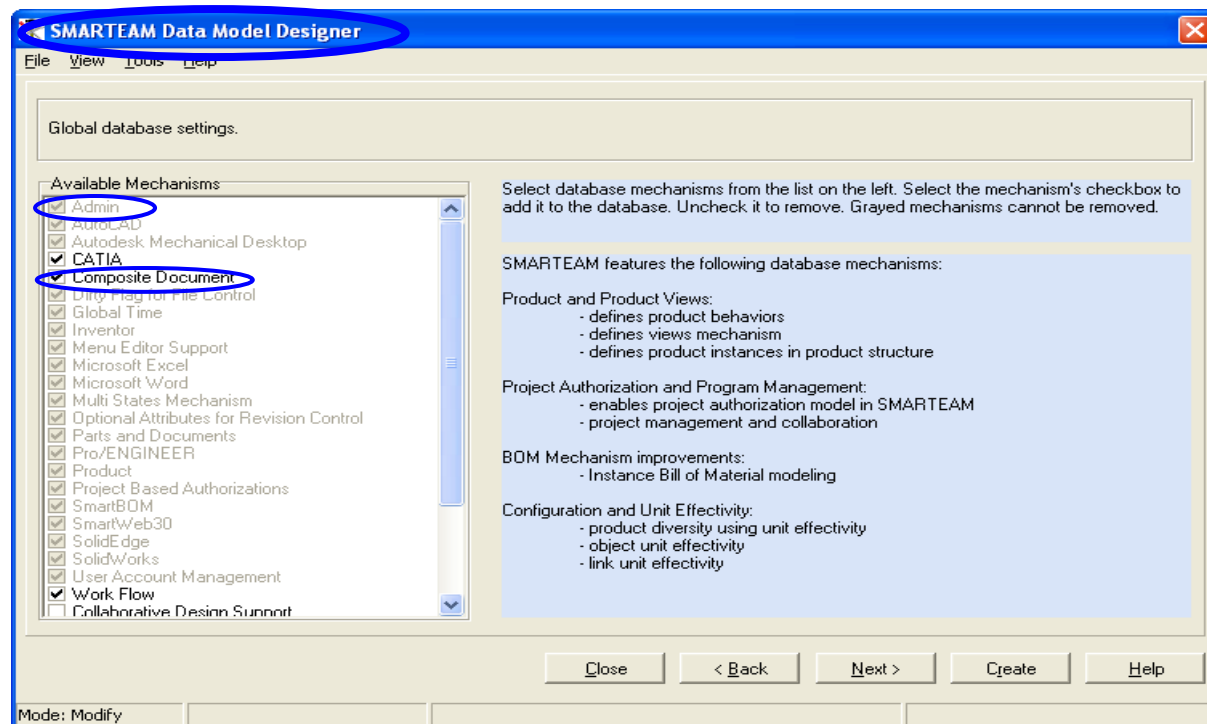 SMARTEAM Data Model Designer
File View Tools Help
Global database settings.
Available Mechanisms
Admin
AutoCAD
Autodesk Mechanical Desktop
CATIA
Composite Document
Dirty Flag for File Control
Global Time
Inventor
Menu Editor Support
Microsoft Excel
Microsoft Word
Multi States Mechanism
Optional Attributes for Revision Control
Parts and Documents
Pro/ENGINEER
Product
Project Based Authorizations
SmartBOM
SmartWeb30
SolidEdge
SolidWorks
User Account Management
Work Flow
Collaborative Design Support
Select database mechanisms from the list on the left. Select the mechanism's checkbox to
add it to the database. Uncheck it to remove. Grayed mechanisms cannot be removed.
SMARTEAM features the following database mechanisms:
Product and Product Views:
- defines product behaviors
- defines views mechanism
- defines product instances in product structure
Project Authorization and Program Management:
- enables project authorization model in SMARTEAM
- project management and collaboration
BOM Mechanism improvements:
- Instance Bill of Material modeling
Configuration and Unit Effectivity:
- product diversity using unit effectivity
- object unit effectivity
- link unit effectivity
Close < Back Next > Create Help
Mode: Modify